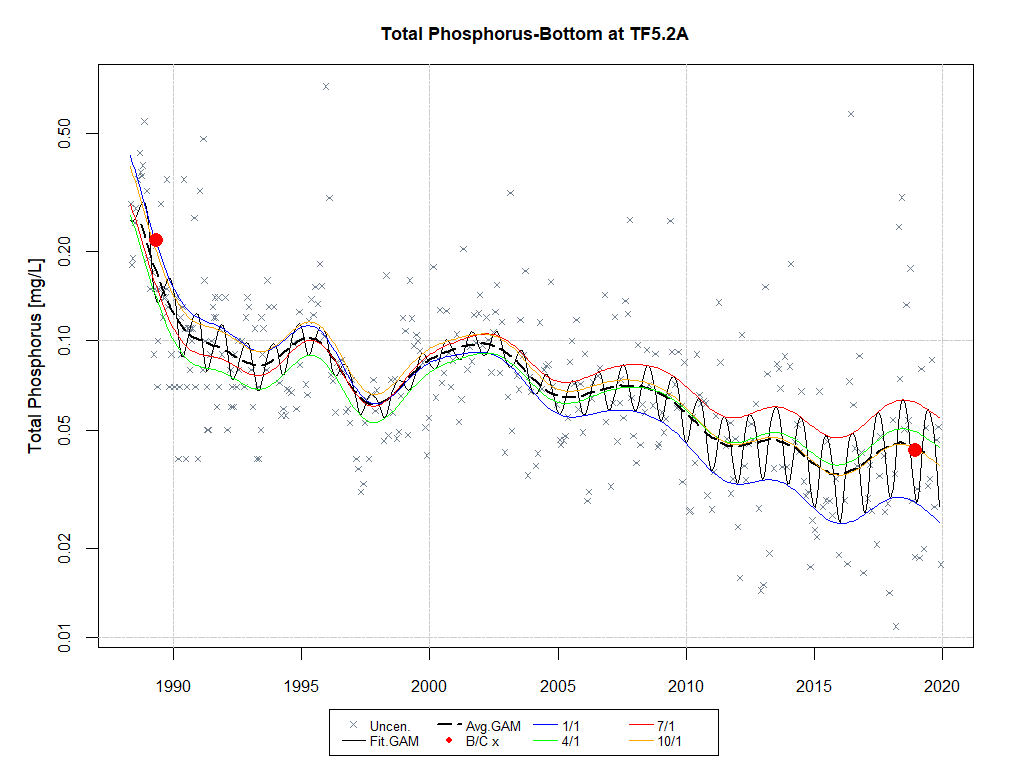 Total Phosphorus-Bottom at TF5.2A
Total Phosphorus [mg/L]
0.50
0.20
0.10
0.05
0.02
0.01
1990 1995 2000 2005 2010 2015 2020
Uncen. Avg.GAM 1/1 7/1
Fit.GAM B/C x 4/1 10/1